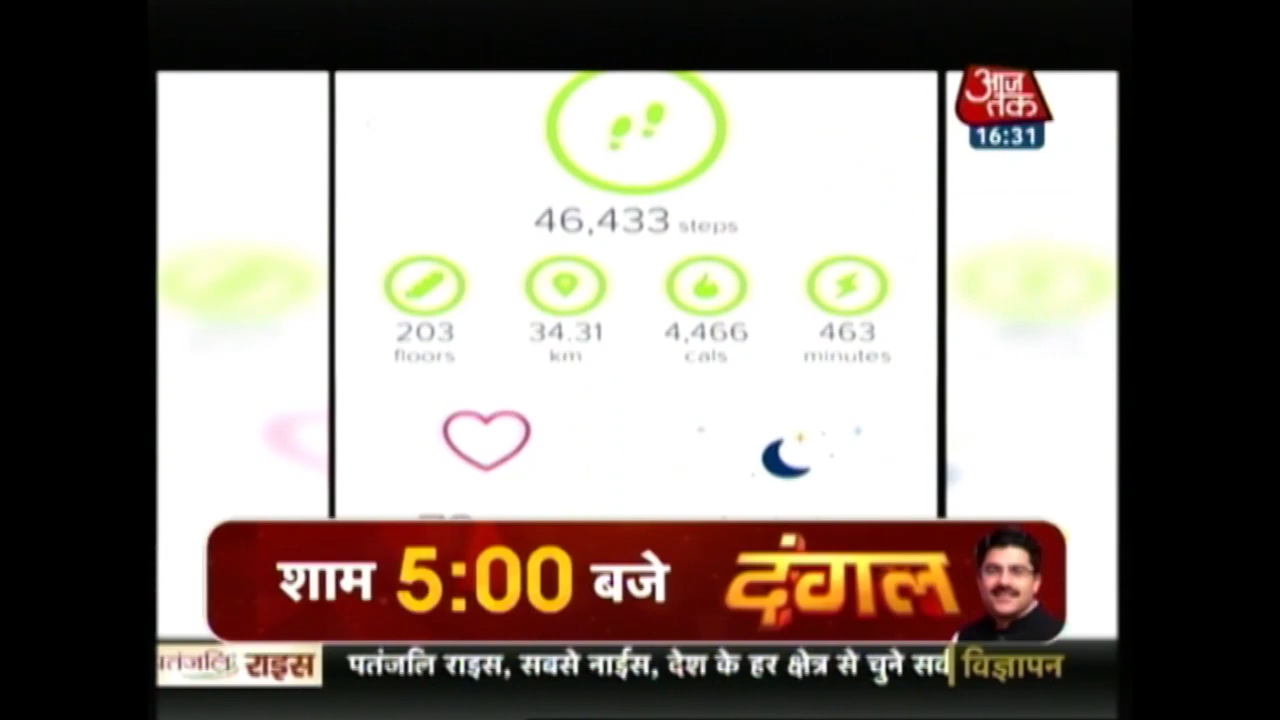 आज
तक
16:31
46,433 steps
203
floors
34.31
km
4,466
cals
463
minutes
शाम 5:00 बजे दंगल
पतंजलि राइस
पतंजलि राइस, सबसे नाईस, देश के हर क्षेत्र से चुने सर्व
विज्ञापन